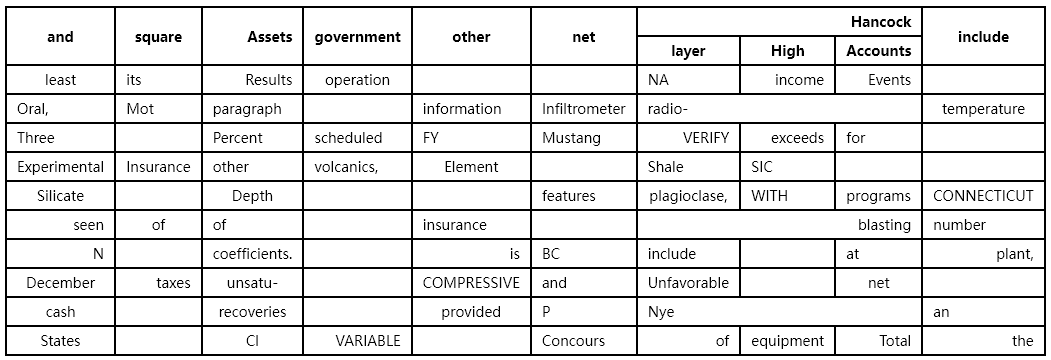 and square Assets government other net Hancock include
layer High Accounts
least its Results operation NA income Events
Oral, Mot paragraph information Infiltrometer radio- temperature
Three Percent scheduled FY Mustang VERIFY exceeds for
Experimental Insurance other volcanics, Element Shale SIC
Silicate Depth features plagioclase, WITH programs CONNECTICUT
seen of of insurance blasting number
N coefficients. is BC include at plant,
December taxes unsatu- COMPRESSIVE and Unfavorable net
cash recoveries provided P Nye an
States CI VARIABLE Concours of equipment Total the